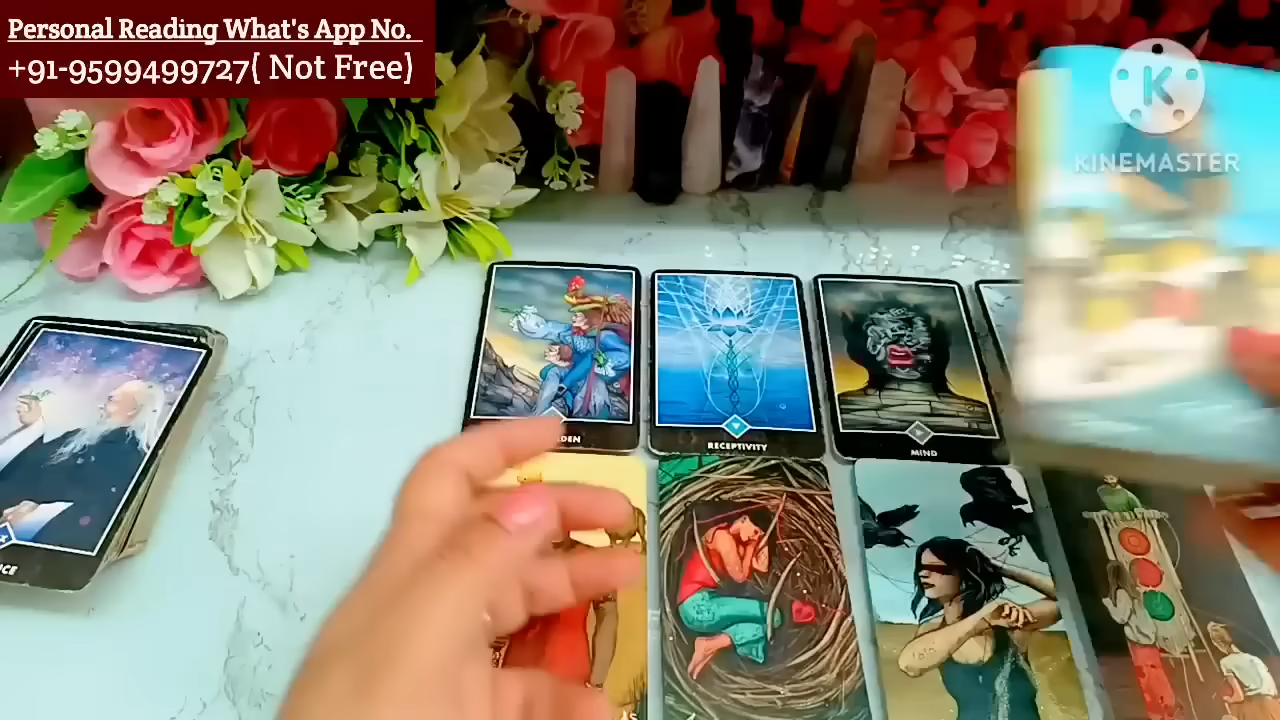 Personal Reading What's App No.
+91-9599499727( Not Free)
K
KINEMASTER
RECEPTIVITY
MIND